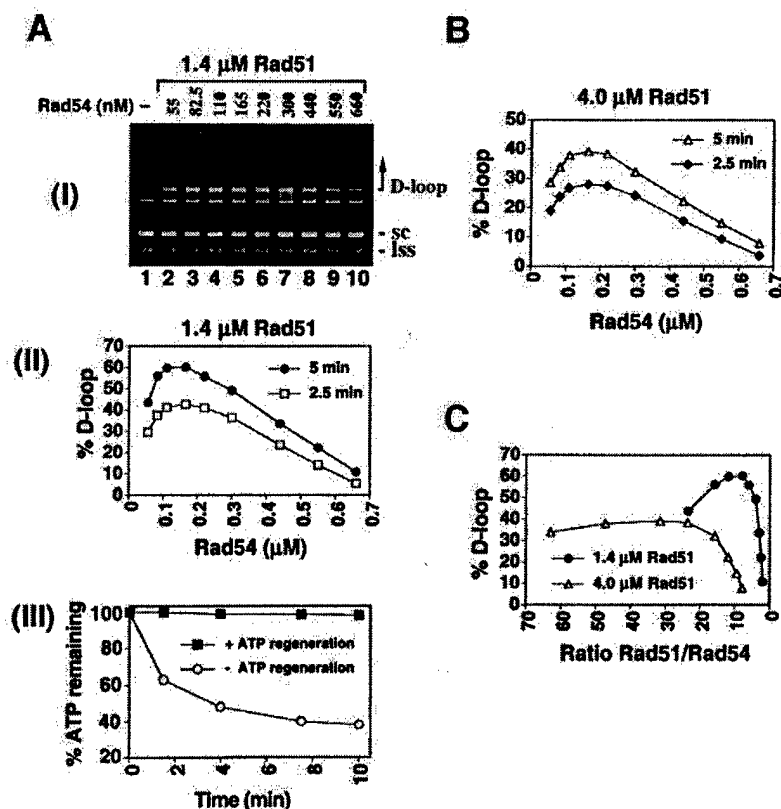 A
1.4 μM Rad51
Rad54 (nM) – 55 82.5 110 165 220 300 440 550 660
(I)
D-loop
- sc
- lss
1 2 3 4 5 6 7 8 9 10
(II)
1.4 μM Rad51
% D-loop
70
60
50
40
30
20
10
0
5 min
2.5 min
0 0.1 0.2 0.3 0.4 0.5 0.6 0.7
Rad54 (μM)
(III)
% ATP remaining
100
80
60
40
20
+ ATP regeneration
- ATP regeneration
0 2 4 6 8 10
Time (min)
B
4.0 μM Rad51
% D-loop
50
40
30
20
10
0
5 min
2.5 min
0 0.1 0.2 0.3 0.4 0.5 0.6 0.7
Rad54 (μM)
C
% D-loop
70
60
50
40
30
20
10
0
1.4 μM Rad51
4.0 μM Rad51
70 60 50 40 30 20 10 0
Ratio Rad51/Rad54